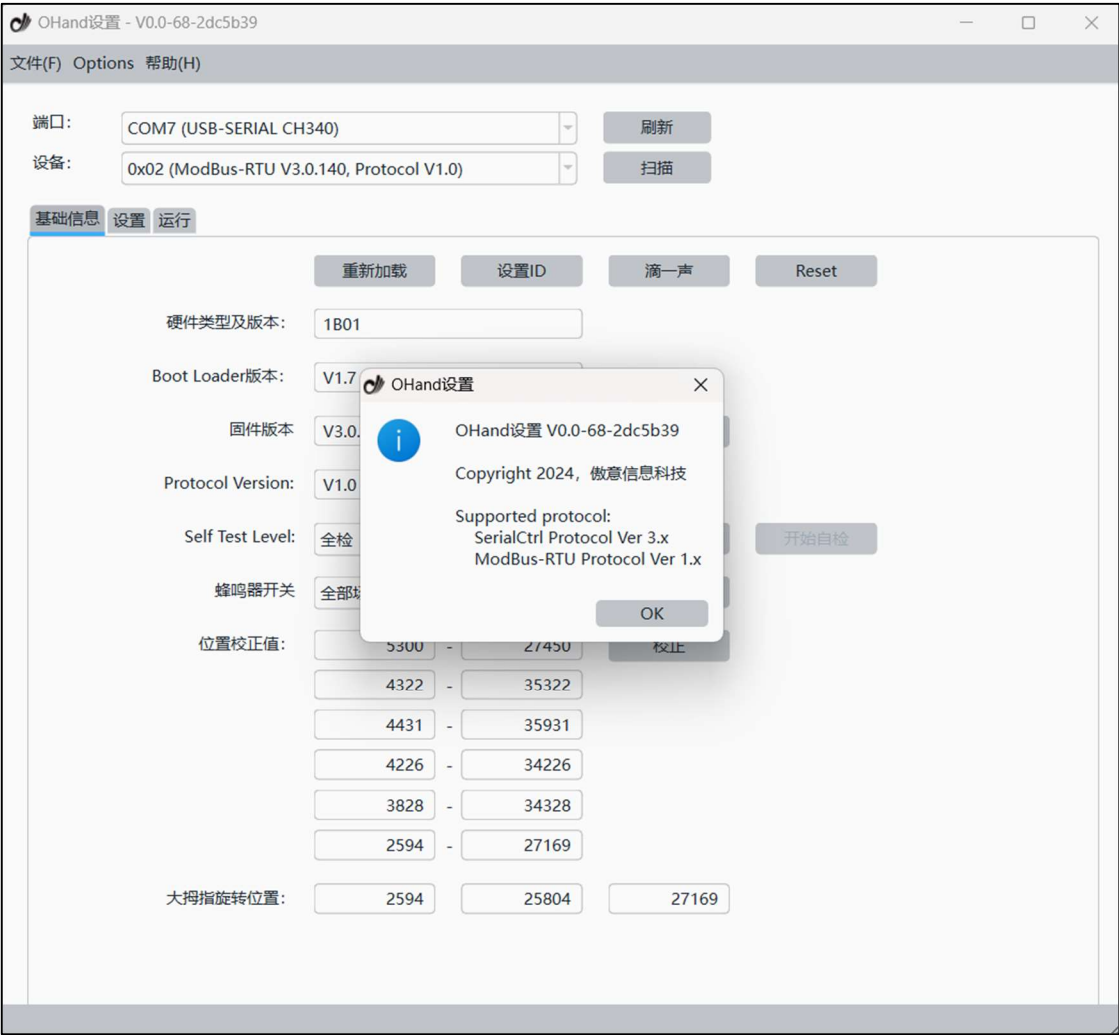 OHand设置 - V0.0-68-2dc5b39
文件(F) Options 帮助(H)
端口: COM7 (USB-SERIAL CH340) 刷新
设备: 0x02 (ModBus-RTU V3.0.140, Protocol V1.0) 扫描
基础信息 设置 运行
重新加载 设置ID 滴一声 Reset
硬件类型及版本: 1B01
Boot Loader版本: V1.7
固件版本 V3.0.
Protocol Version: V1.0
Self Test Level: 全检 开始自检
蜂鸣器开关 全部
位置校正值: 5300 - 27450 校正
4322 - 35322
4431 - 35931
4226 - 34226
3828 - 34328
2594 - 27169
大拇指旋转位置: 2594 25804 27169
OHand设置
OHand设置 V0.0-68-2dc5b39
Copyright 2024，傲意信息科技
Supported protocol:
SerialCtrl Protocol Ver 3.x
ModBus-RTU Protocol Ver 1.x
OK